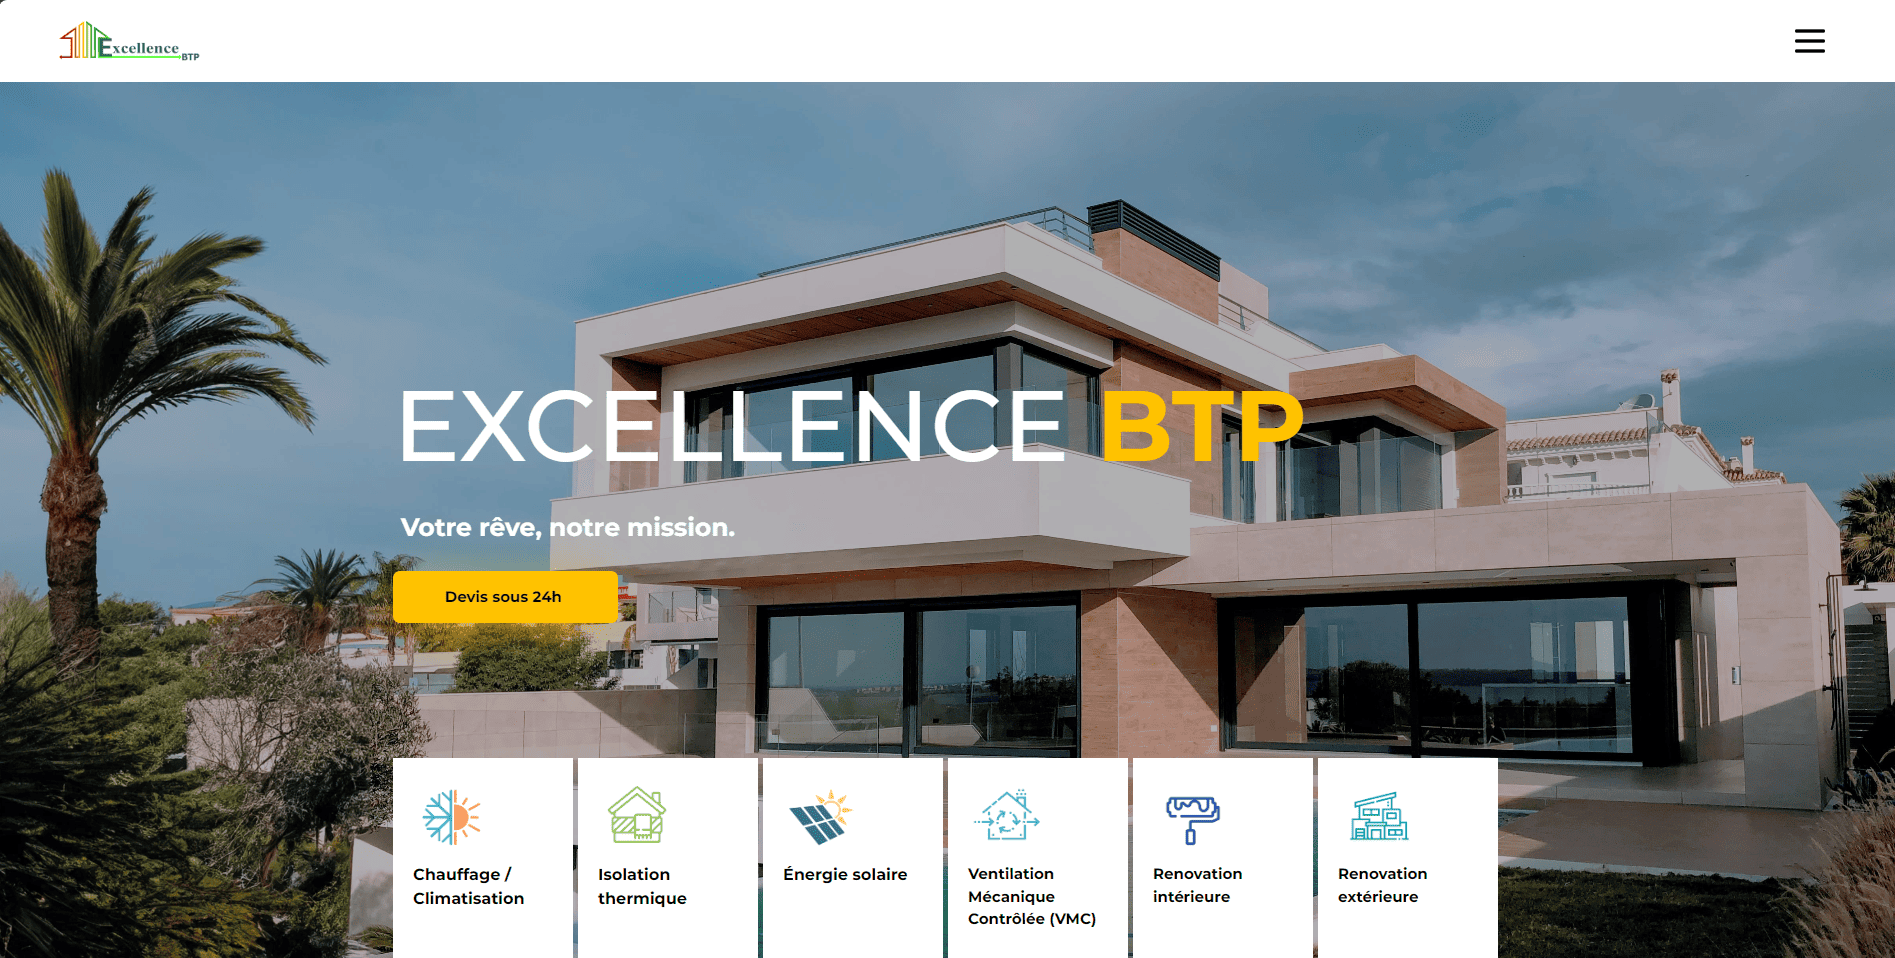 Excellence
BTP
EXCELLENCE BTP
Votre rêve, notre mission.
Devis sous 24h
Chauffage /
Climatisation
Isolation
thermique
Énergie solaire
Ventilation
Mécanique
Contrôlée (VMC)
Renovation
intérieure
Renovation
extérieure